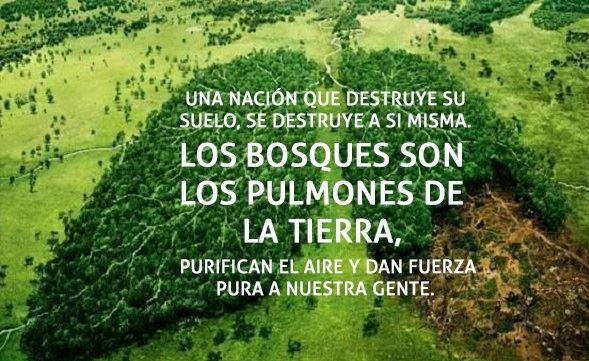 UNA NACIÓN QUE DESTRUYE SU
SUELO, SE DESTRUYE A SI MISMA.
LOS BOSQUES SON
LOS PULMONES DE
LA TIERRA,
PURIFICAN EL AIRE Y DAN FUERZA
PURA A NUESTRA GENTE.